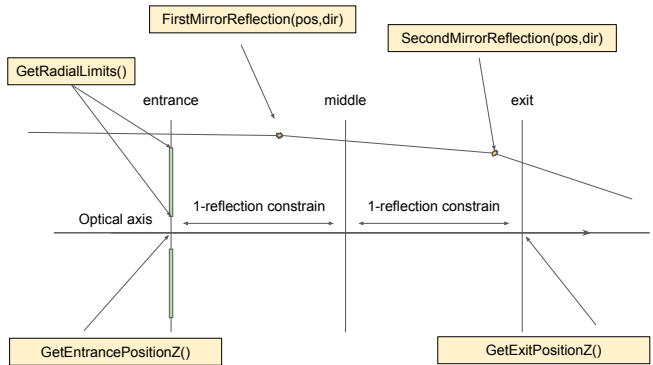 FirstMirrorReflection(pos,dir)
SecondMirrorReflection(pos,dir)
GetRadialLimits()
entrance
middle
exit
1-reflection constrain
1-reflection constrain
Optical axis
GetEntrancePositionZ()
GetExitPositionZ()